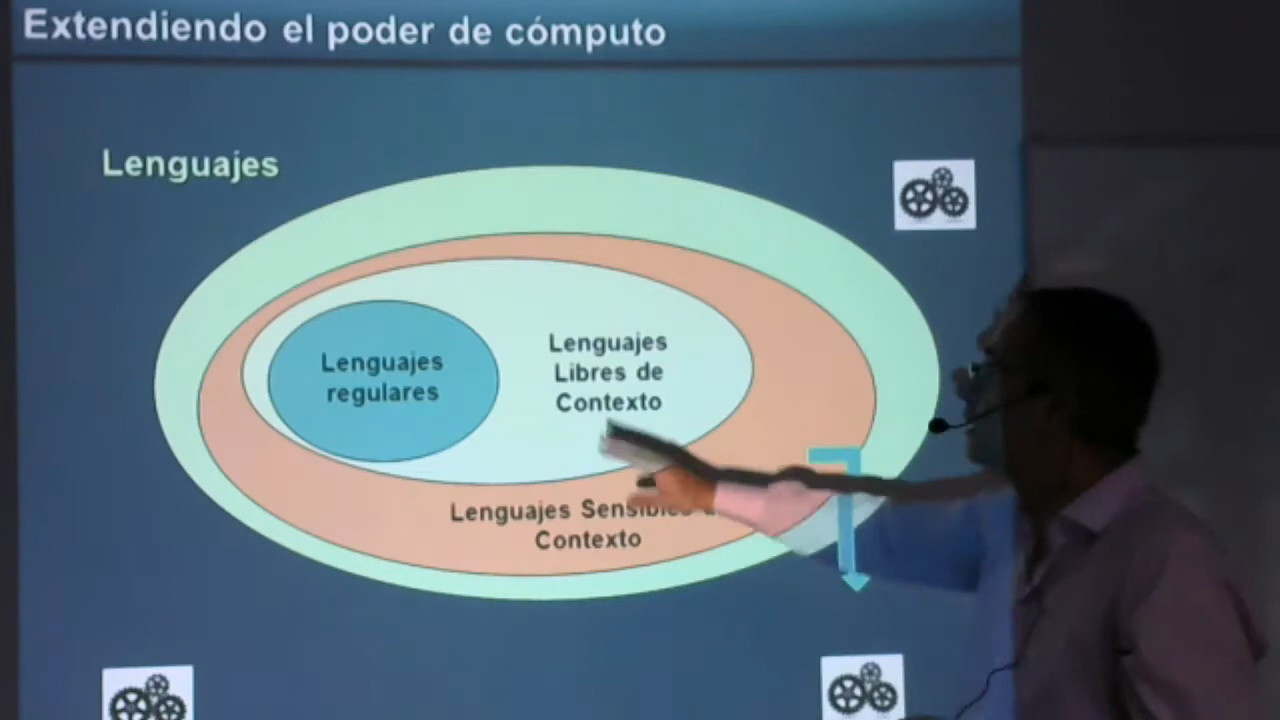 Extendiendo el poder de cómputo
Lenguajes
Lenguajes
regulares
Lenguajes
Libres de
Contexto
Lenguajes Sensibles
Contexto